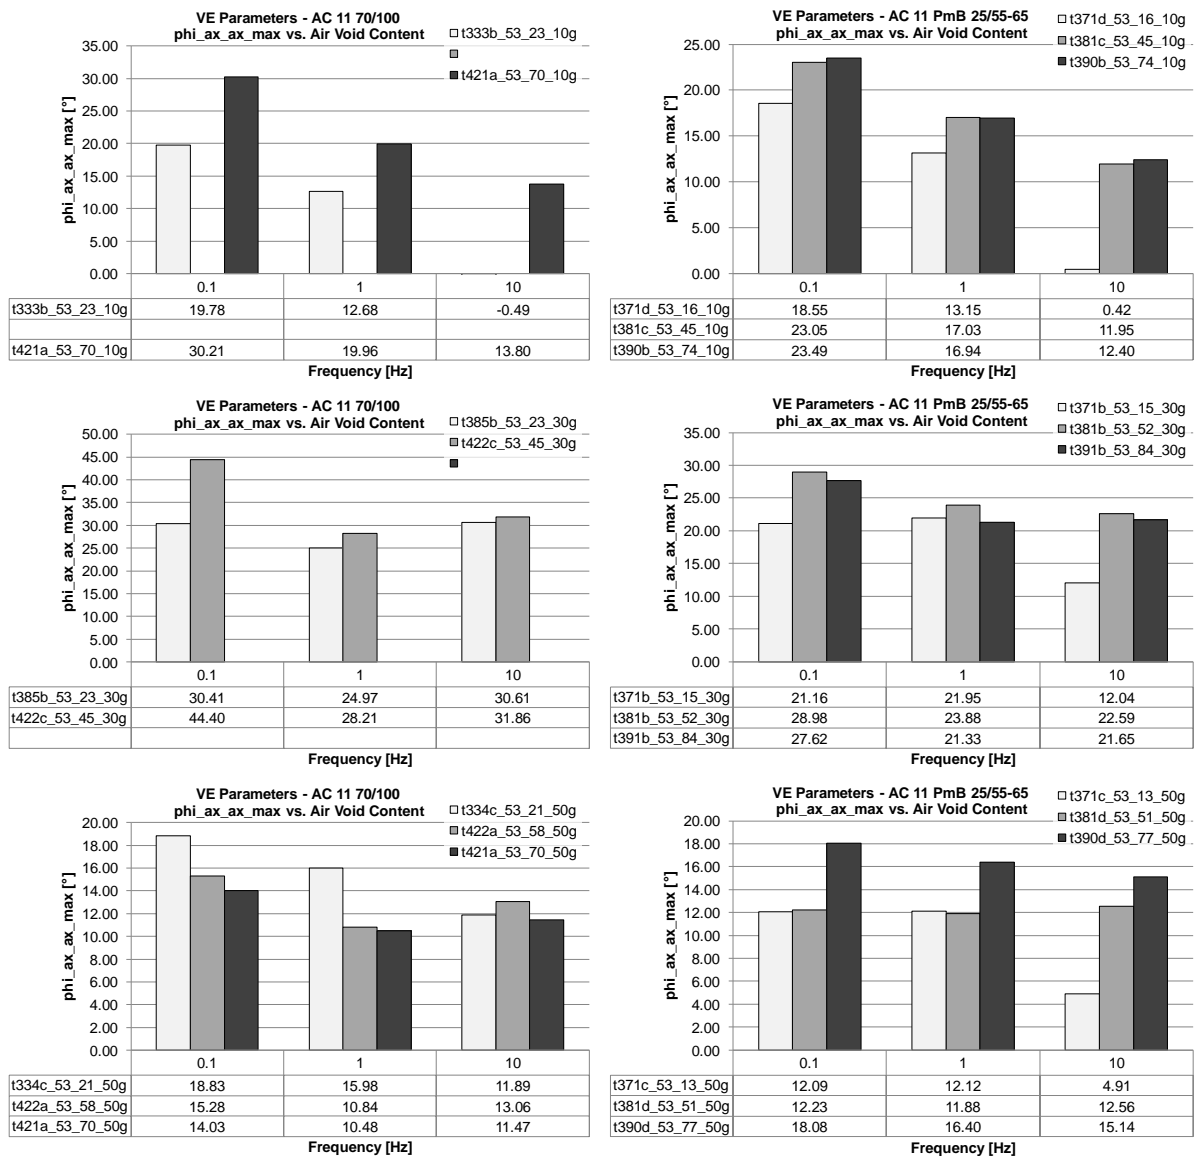 VE Parameters - AC 11 70/100
phi_ax_ax_max vs. Air Void Content
t333b_53_23_10g
t421a_53_70_10g
phi_ax_ax_max [°]
35.00
30.00
25.00
20.00
15.00
10.00
5.00
0.00
0.1 1 10
t333b_53_23_10g 19.78 12.68 -0.49
t421a_53_70_10g 30.21 19.96 13.80
Frequency [Hz]
VE Parameters - AC 11 PmB 25/55-65
phi_ax_ax_max vs. Air Void Content
t371d_53_16_10g
t381c_53_45_10g
t390b_53_74_10g
phi_ax_ax_max [°]
25.00
20.00
15.00
10.00
5.00
0.00
0.1 1 10
t371d_53_16_10g 18.55 13.15 0.42
t381c_53_45_10g 23.05 17.03 11.95
t390b_53_74_10g 23.49 16.94 12.40
Frequency [Hz]
VE Parameters - AC 11 70/100
phi_ax_ax_max vs. Air Void Content
t385b_53_23_30g
t422c_53_45_30g
phi_ax_ax_max [°]
50.00
45.00
40.00
35.00
30.00
25.00
20.00
15.00
10.00
5.00
0.00
0.1 1 10
t385b_53_23_30g 30.41 24.97 30.61
t422c_53_45_30g 44.40 28.21 31.86
Frequency [Hz]
VE Parameters - AC 11 PmB 25/55-65
phi_ax_ax_max vs. Air Void Content
t371b_53_15_30g
t381b_53_52_30g
t391b_53_84_30g
phi_ax_ax_max [°]
35.00
30.00
25.00
20.00
15.00
10.00
5.00
0.00
0.1 1 10
t371b_53_15_30g 21.16 21.95 12.04
t381b_53_52_30g 28.98 23.88 22.59
t391b_53_84_30g 27.62 21.33 21.65
Frequency [Hz]
VE Parameters - AC 11 70/100
phi_ax_ax_max vs. Air Void Content
t334c_53_21_50g
t422a_53_58_50g
t421a_53_70_50g
phi_ax_ax_max [°]
20.00
18.00
16.00
14.00
12.00
10.00
8.00
6.00
4.00
2.00
0.00
0.1 1 10
t334c_53_21_50g 18.83 15.98 11.89
t422a_53_58_50g 15.28 10.84 13.06
t421a_53_70_50g 14.03 10.48 11.47
Frequency [Hz]
VE Parameters - AC 11 PmB 25/55-65
phi_ax_ax_max vs. Air Void Content
t371c_53_13_50g
t381d_53_51_50g
t390d_53_77_50g
phi_ax_ax_max [°]
20.00
18.00
16.00
14.00
12.00
10.00
8.00
6.00
4.00
2.00
0.00
0.1 1 10
t371c_53_13_50g 12.09 12.12 4.91
t381d_53_51_50g 12.23 11.88 12.56
t390d_53_77_50g 18.08 16.40 15.14
Frequency [Hz]